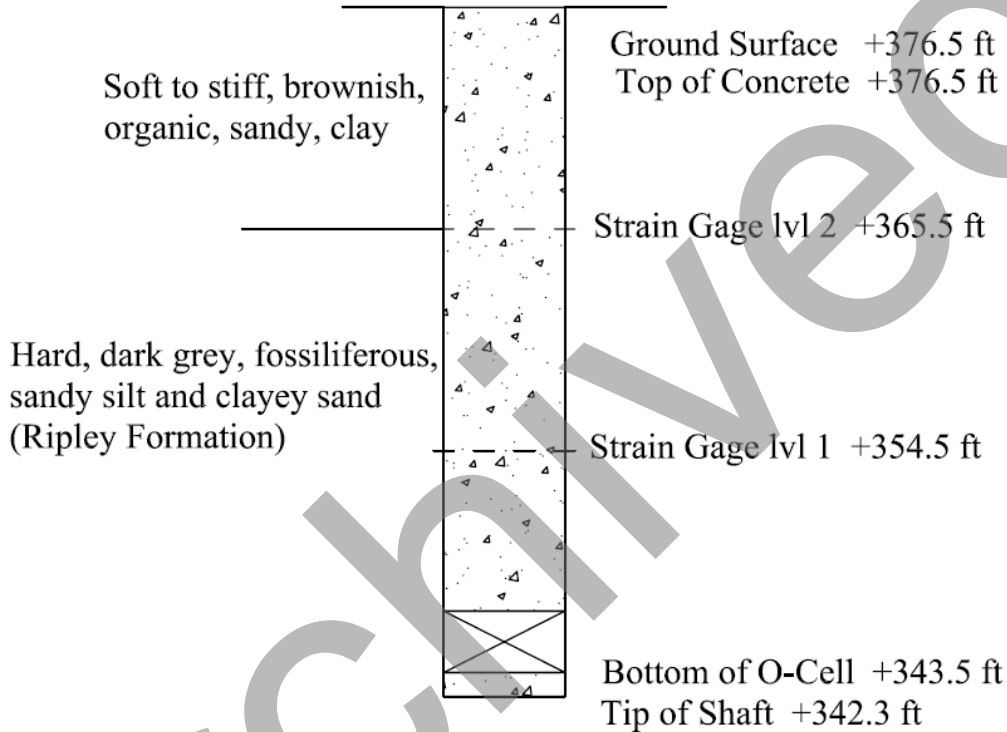 Ground Surface +376.5 ft
Top of Concrete +376.5 ft
Soft to stiff, brownish,
organic, sandy, clay
Strain Gage lvl 2 +365.5 ft
Hard, dark grey, fossiliferous,
sandy silt and clayey sand
(Ripley Formation)
Strain Gage lvl 1 +354.5 ft
Bottom of O-Cell +343.5 ft
Tip of Shaft +342.3 ft